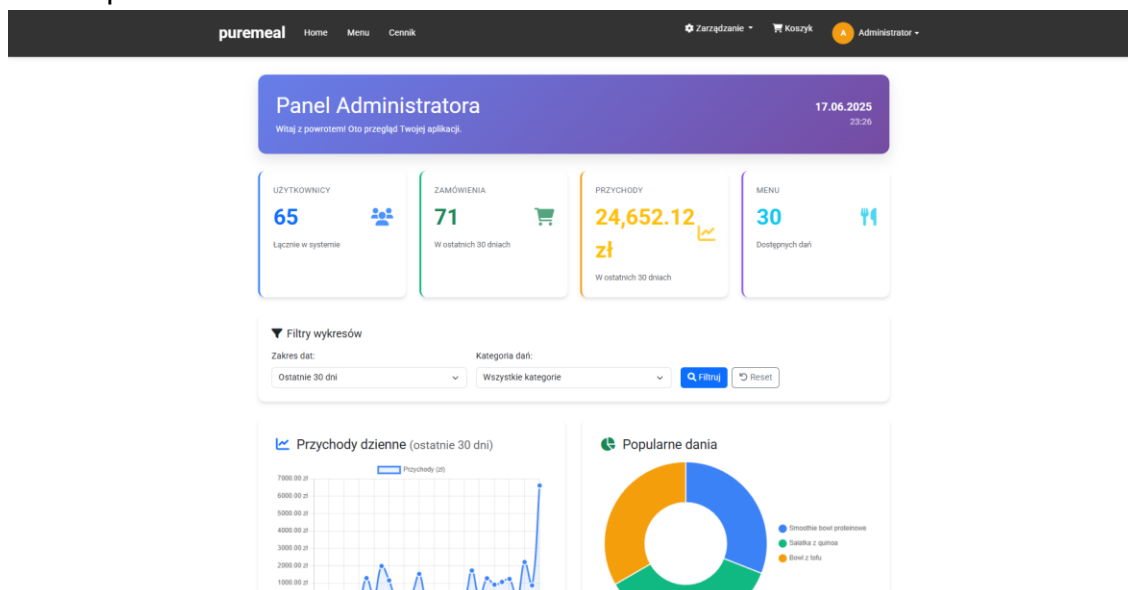 puremeal Home Menu Cennik Zarządzanie Koszyk A Administrator
Panel Administratora
Witaj z powrotem! Oto przegląd Twojej aplikacji.
17.06.2025
23:26
UŻYTKOWNICY
65
Łącznie w systemie
ZAMÓWIENIA
71
W ostatnich 30 dniach
PRZYCHODY
24,652.12
zł
W ostatnich 30 dniach
MENU
30
Dostępnych dań
Filtry wykresów
Zakres dat:
Ostatnie 30 dni
Kategoria dań:
Wszystkie kategorie
Filtruj
Reset
Przychody dzienne (ostatnie 30 dni)
Przychody (zł)
7000.00 zł
6000.00 zł
5000.00 zł
4000.00 zł
3000.00 zł
2000.00 zł
1000.00 zł
Popularne dania
Smoothie bowl proteinowe
Sałatka z quinoa
Bowl z tofu